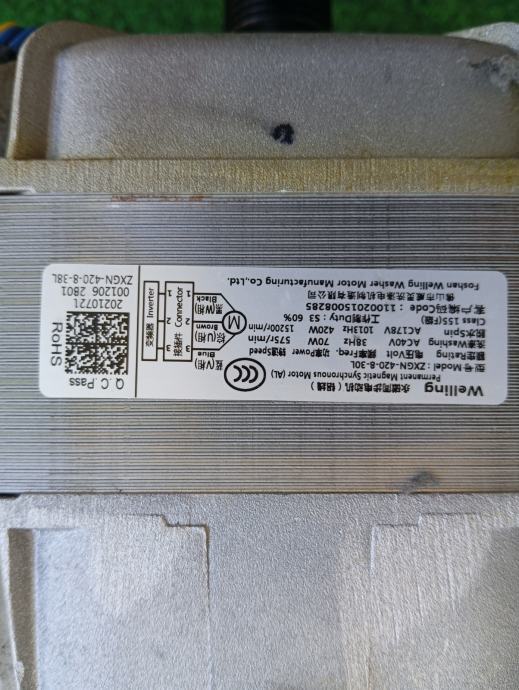 Welling
永磁同步电动机（铝线）
Permanent Magnetic Synchronous Motor (AL)
型号Model：ZXGN-420-8-30L
额定Rating 电压Volt 频率Freq. 功率Power 转速Speed
洗涤Washing AC40V 38Hz 70W 575r/min
脱水Spin AC178V 1013Hz 420W 15200r/min
Class 155(F)级 工作制Duty: S3 60%
客户编码Code：11002015008285
佛山市威灵洗涤电机制造有限公司
Foshan Welling Washer Motor Manufacturing Co.,Ltd.
CCC
蓝(W相)
Blue
棕(V相)
Brown
黑(U相)
Black
M
3 2 1
接插件 Connector
3 2 1
变频器 Inverter
Q.C.Pass
RoHS
20210721
001206 2B01
ZXGN-420-8-38L